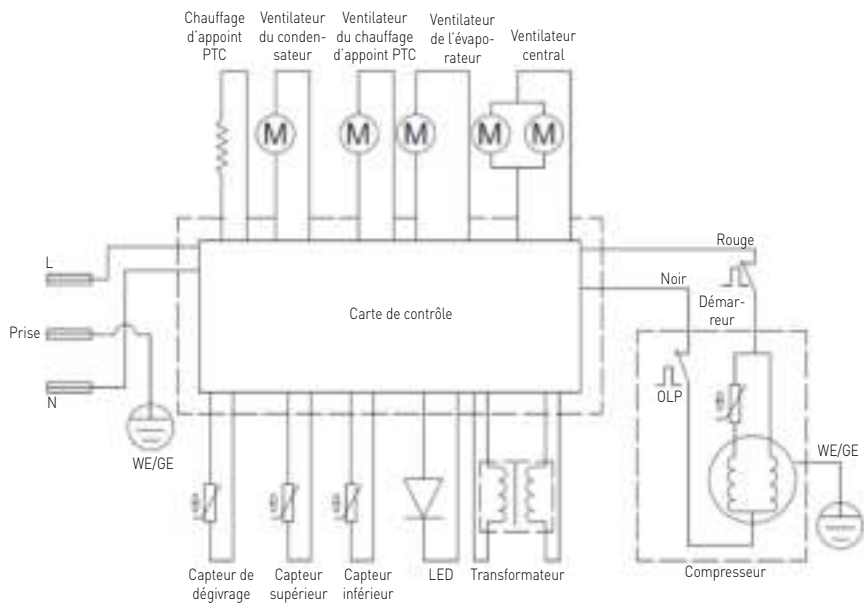 Chauffage
d'appoint
PTC
Ventilateur
du conden-
sateur
Ventilateur
du chauffage
d'appoint PTC
Ventilateur
de l'évapo-
rateur
Ventilateur
central
M
M
M
M
M
L
Prise
N
WE/GE
Carte de contrôle
Rouge
Noir
Démar-
reur
OLP
WE/GE
Compresseur
Capteur de
dégivrage
Capteur
supérieur
Capteur
inférieur
LED
Transformateur